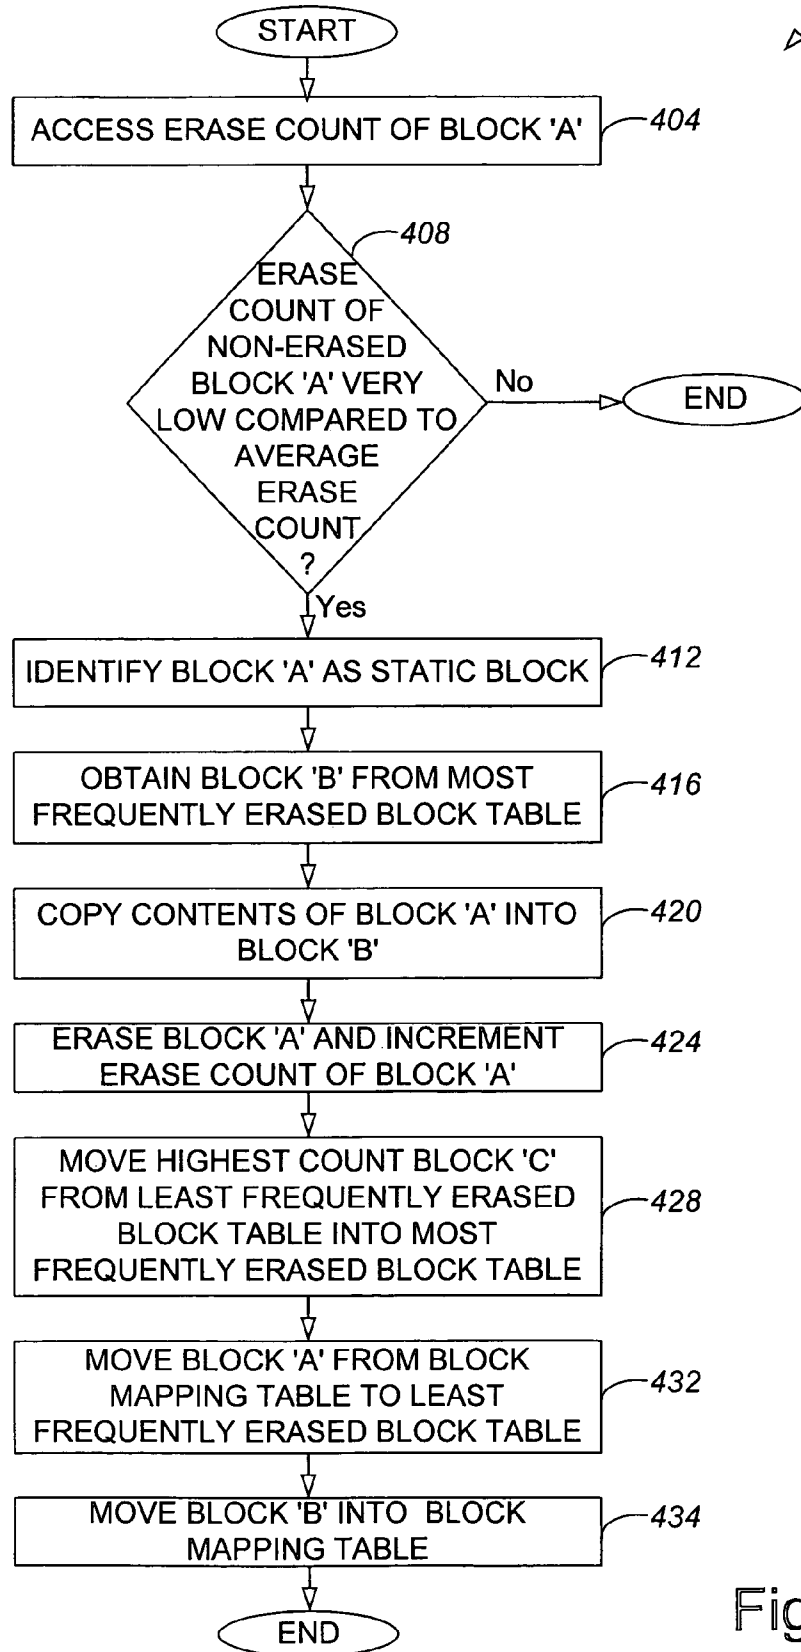 START
ACCESS ERASE COUNT OF BLOCK 'A'
404
408
ERASE
COUNT OF
NON-ERASED
BLOCK 'A' VERY
LOW COMPARED TO
AVERAGE
ERASE
COUNT
?
No
END
Yes
IDENTIFY BLOCK 'A' AS STATIC BLOCK
412
OBTAIN BLOCK 'B' FROM MOST
FREQUENTLY ERASED BLOCK TABLE
416
COPY CONTENTS OF BLOCK 'A' INTO
BLOCK 'B'
420
ERASE BLOCK 'A' AND INCREMENT
ERASE COUNT OF BLOCK 'A'
424
MOVE HIGHEST COUNT BLOCK 'C'
FROM LEAST FREQUENTLY ERASED
BLOCK TABLE INTO MOST
FREQUENTLY ERASED BLOCK TABLE
428
MOVE BLOCK 'A' FROM BLOCK
MAPPING TABLE TO LEAST
FREQUENTLY ERASED BLOCK TABLE
432
MOVE BLOCK 'B' INTO BLOCK
MAPPING TABLE
434
END
Fig